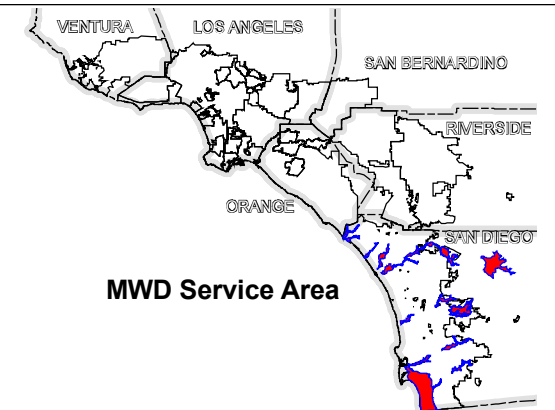 VENTURA
LOS ANGELES
SAN BERNARDINO
RIVERSIDE
ORANGE
SAN DIEGO
MWD Service Area